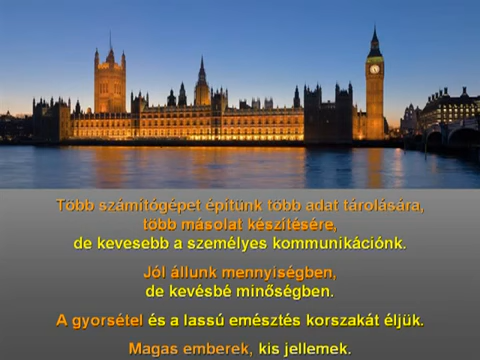 Több számítógépet építünk több adat tárolására,
több másolat készítésére,
de kevesebb a személyes kommunikációnk.
Jól állunk mennyiségben,
de kevésbé minőségben.
A gyorsétel és a lassú emésztés korszakát éljük.
Magas emberek, kis jellemek.